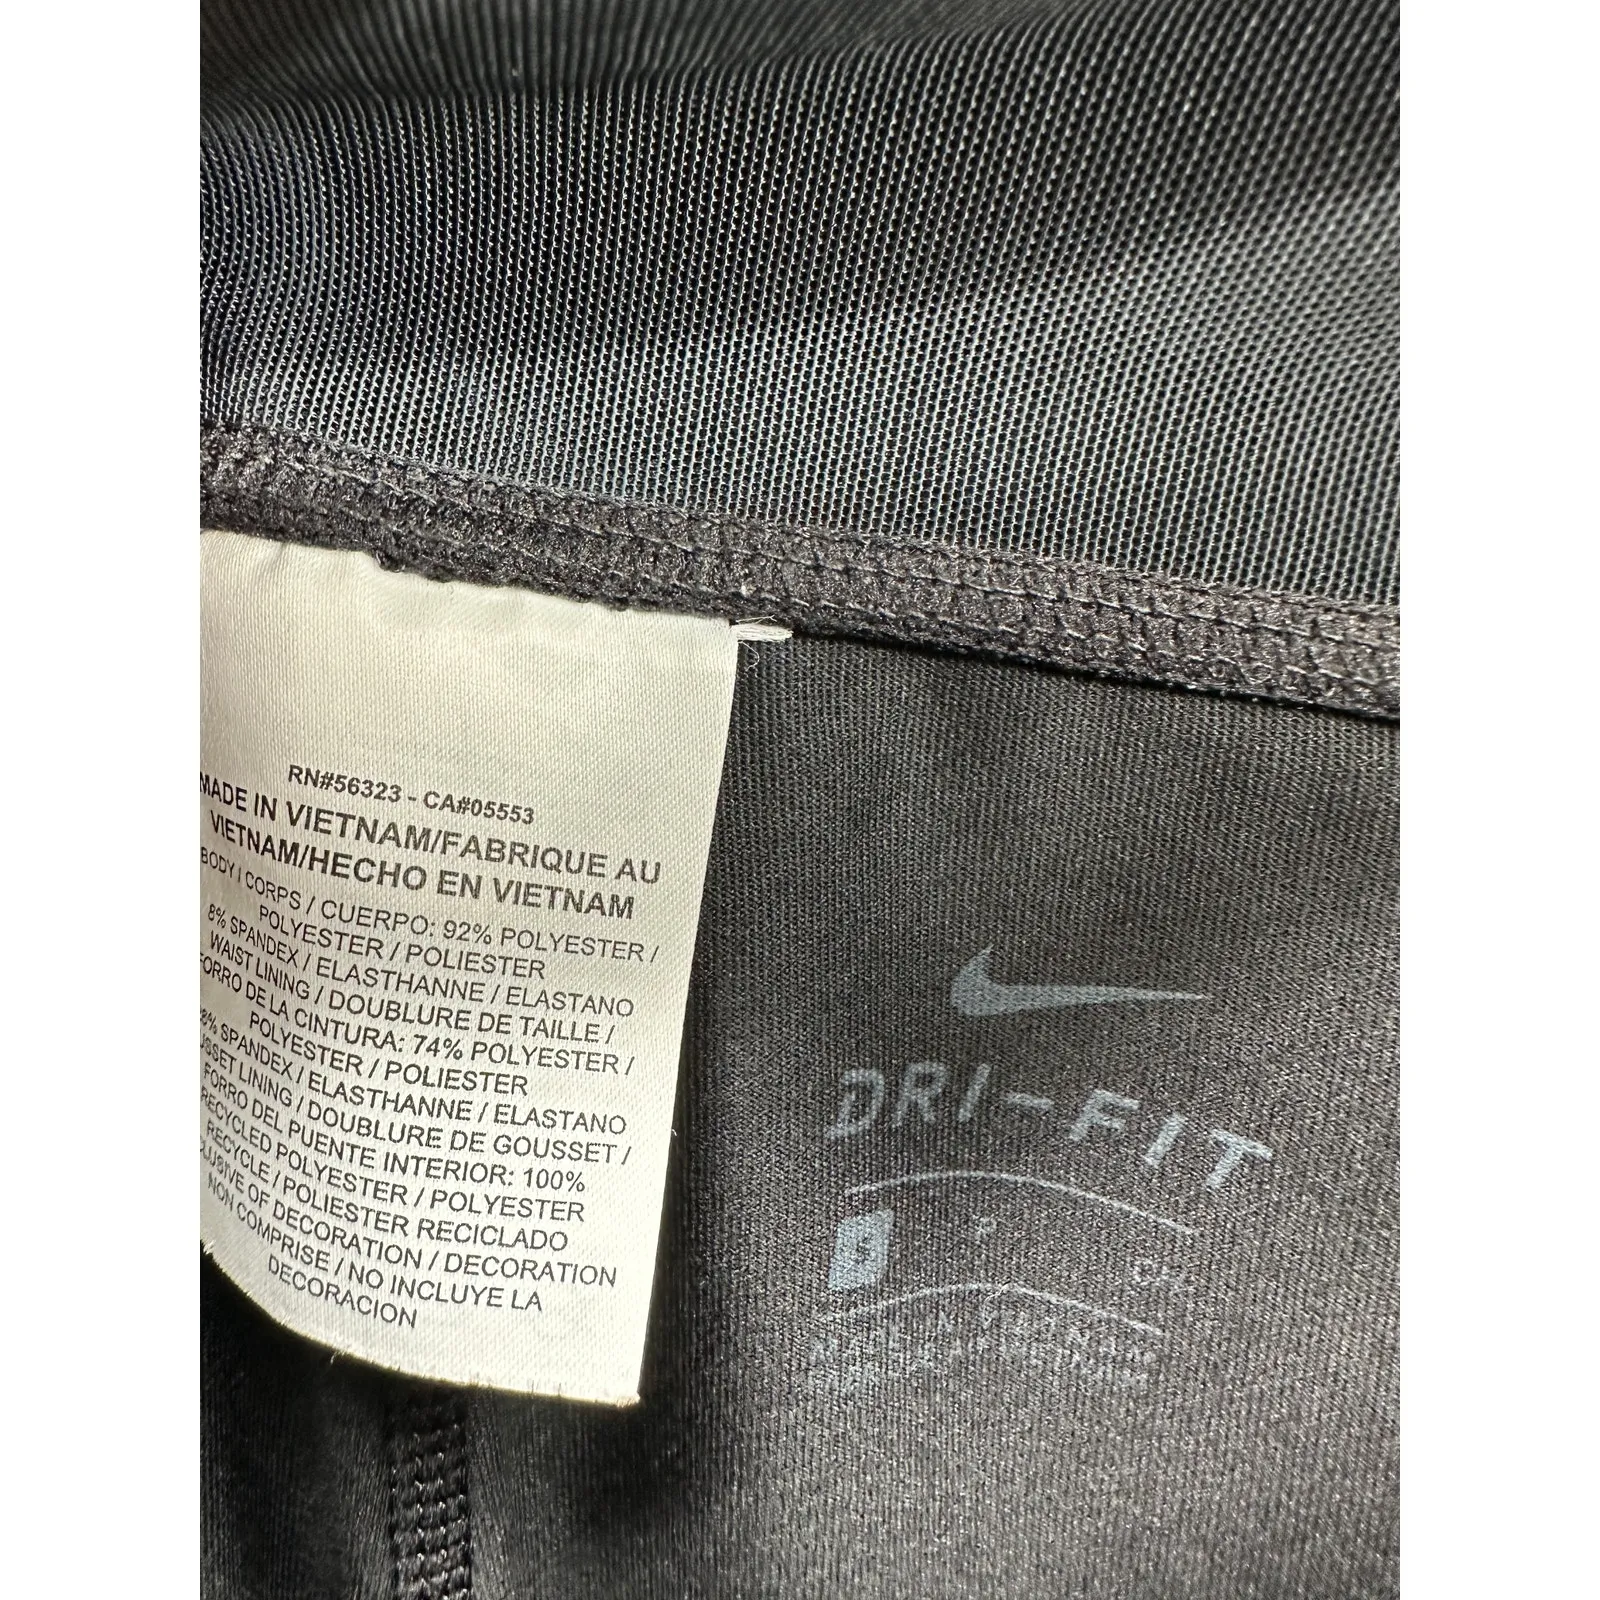 RN#56323 - CA#05553
MADE IN VIETNAM/FABRIQUE AU
VIETNAM/HECHO EN VIETNAM
BODY / CORPS / CUERPO: 92% POLYESTER /
POLYESTER / POLIESTER
8% SPANDEX / ELASTHANNE / ELASTANO
WAIST LINING / DOUBLURE DE TAILLE /
FORRO DE LA CINTURA: 74% POLYESTER /
POLYESTER / POLIESTER
SPANDEX / ELASTHANNE / ELASTANO
LINING / DOUBLURE DE GOUSSET /
FORRO DEL PUENTE INTERIOR: 100%
RECYCLED POLYESTER / POLYESTER
RECYCLE / POLIESTER RECICLADO
OF DECORATION / DECORATION
NON COMPRISE / NO INCLUYE LA
DECORACION
DRI-FIT
S